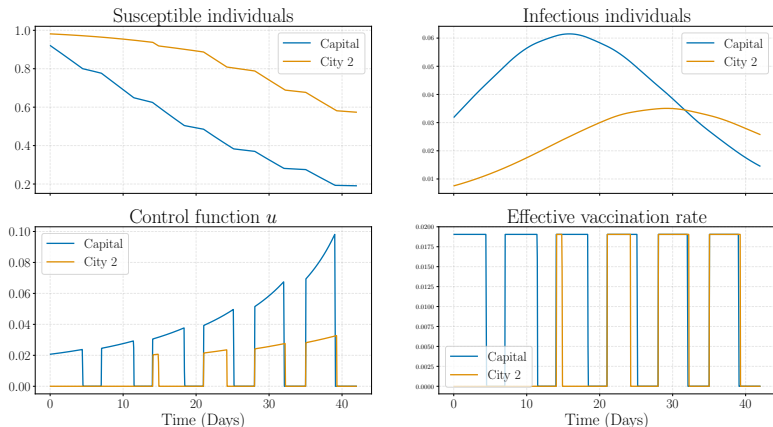 Susceptible individuals
1.0
0.8
0.6
0.4
0.2
Capital
City 2
Infectious individuals
0.06
0.05
0.04
0.03
0.02
0.01
Capital
City 2
Control function u
0.10
0.08
0.06
0.04
0.02
0.00
Capital
City 2
0 10 20 30 40
Time (Days)
Effective vaccination rate
0.0200
0.0175
0.0150
0.0125
0.0100
0.0075
0.0050
0.0025
0.0000
Capital
City 2
0 10 20 30 40
Time (Days)